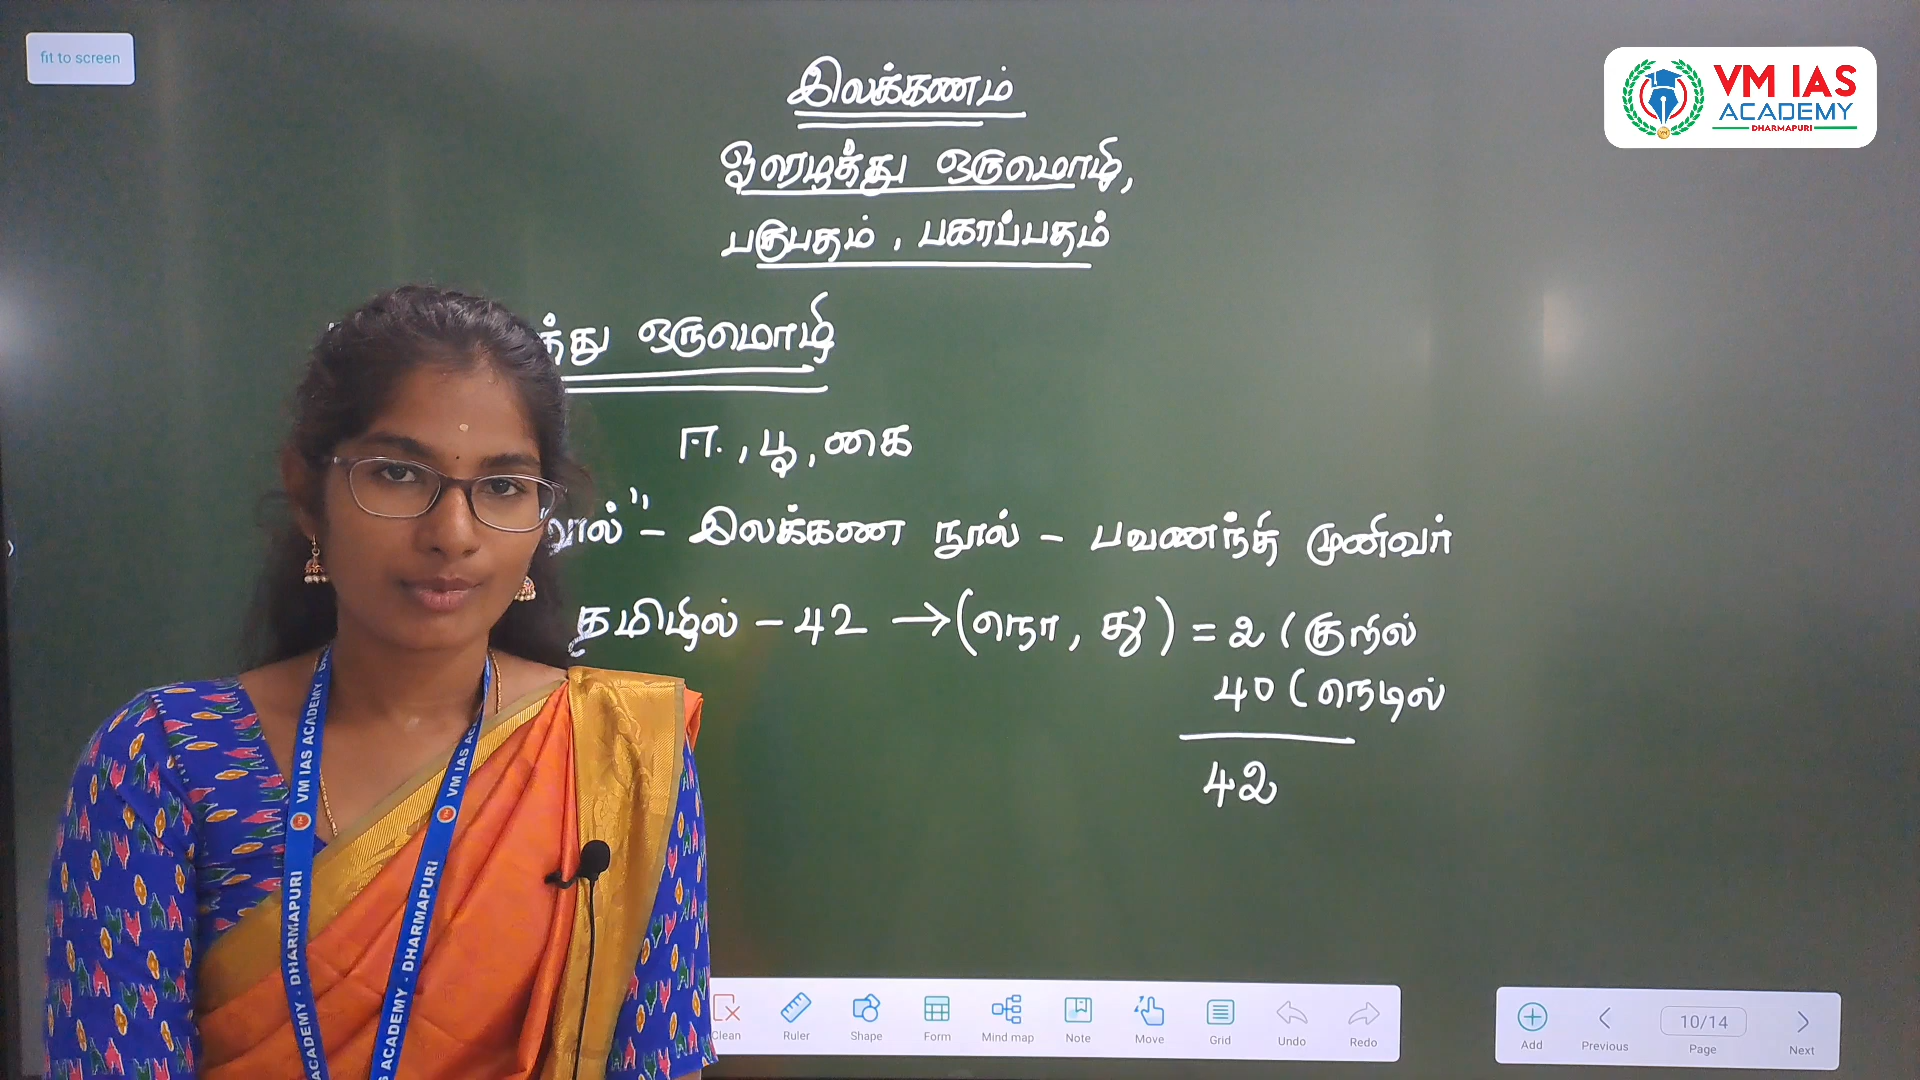 fit to screen
VM IAS
ACADEMY
DHARMAPURI
இலக்கணம்
ஓரெழுத்து ஒருமொழி,
பகுபதம், பகாப்பதம்
த்து ஒருமொழி
ஈ, பூ, கை
னூல்" - இலக்கண நூல் - பவணந்தி முனிவர்
தமிழில் - 42 → (நொ, து) = 2 (குறில்
40 (நெடில்
42
VM IAS ACADEMY · DHARMAPURI
ACADEMY · DHARMAPURI
Clean Ruler Shape Form Mind map Note Move Grid Undo Redo
Add Previous 10/14 Page Next